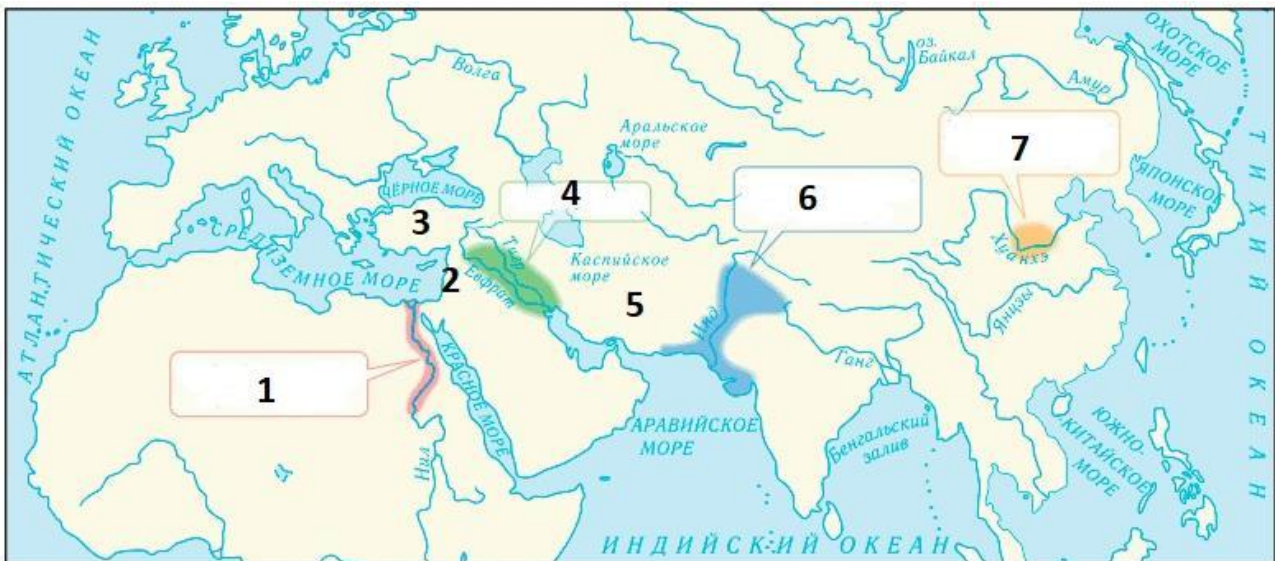 АТЛАНТИЧЕСКИЙ ОКЕАН
Волга
оз.
Байкал
Амур
ОХОТСКОЕ
МОРЕ
Аральское
море
7
ЧЁРНОЕ МОРЕ
4
6
ЯПОНСКОЕ
МОРЕ
ТИХИЙ ОКЕАН
3
СРЕДИЗЕМНОЕ МОРЕ
2
Тигр
Евфрат
Каспийское
море
5
Инд
Хуанхэ
Янцзы
1
КРАСНОЕ МОРЕ
Ганг
Нил
АРАВИЙСКОЕ
МОРЕ
Бенгальский
залив
ЮЖНО-
КИТАЙСКОЕ
МОРЕ
ИНДИЙСКИЙ ОКЕАН